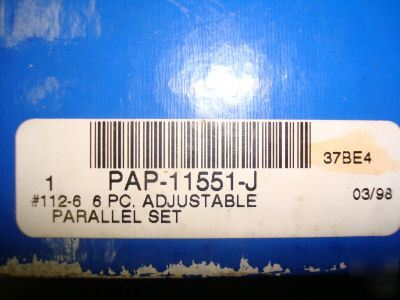 37BE4
1 PAP-11551-J
03/98
#112-6 6 PC. ADJUSTABLE
PARALLEL SET